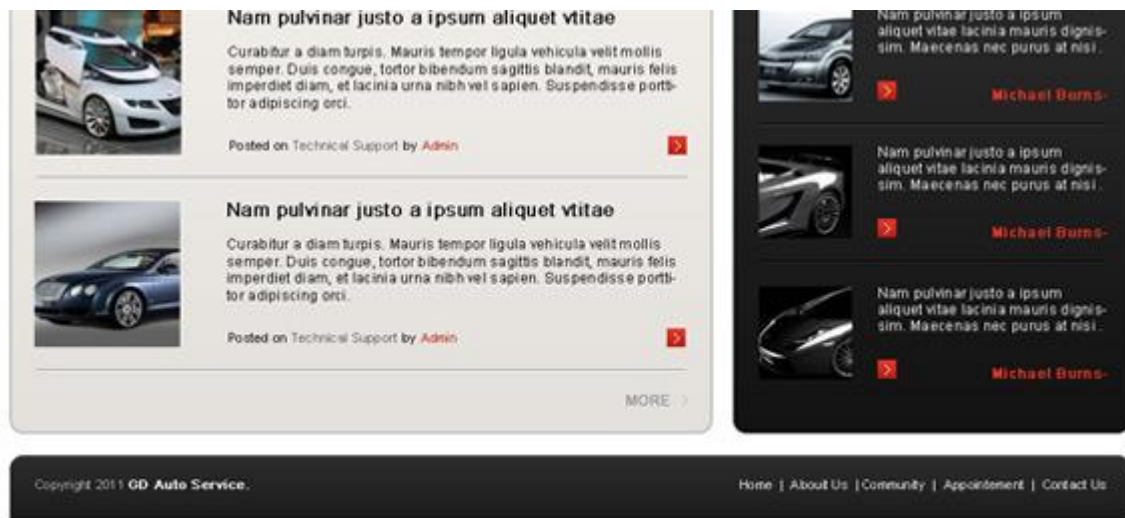 Nam pulvinar justo a ipsum aliquet vtitae
Curabitur a diam turpis. Mauris tempor ligula vehicula velit mollis
semper. Duis congue, tortor bibendum sagittis blandit, mauris felis
imperdiet diam, et lacinia urna nibh vel sapien. Suspendisse portti-
tor adipiscing orci.
Posted on Technical Support by Admin
Nam pulvinar justo a ipsum aliquet vtitae
Curabitur a diam turpis. Mauris tempor ligula vehicula velit mollis
semper. Duis congue, tortor bibendum sagittis blandit, mauris felis
imperdiet diam, et lacinia urna nibh vel sapien. Suspendisse portti-
tor adipiscing orci.
Posted on Technical Support by Admin
MORE >
Nam pulvinar justo a ipsum
aliquet vitae lacinia mauris dignis-
sim. Maecenas nec purus at nisi.
Michael Burns-
Nam pulvinar justo a ipsum
aliquet vitae lacinia mauris dignis-
sim. Maecenas nec purus at nisi.
Michael Burns-
Nam pulvinar justo a ipsum
aliquet vitae lacinia mauris dignis-
sim. Maecenas nec purus at nisi.
Michael Burns-
Copyright 2011 GD Auto Service.
Home | About Us | Community | Appointement | Contact Us